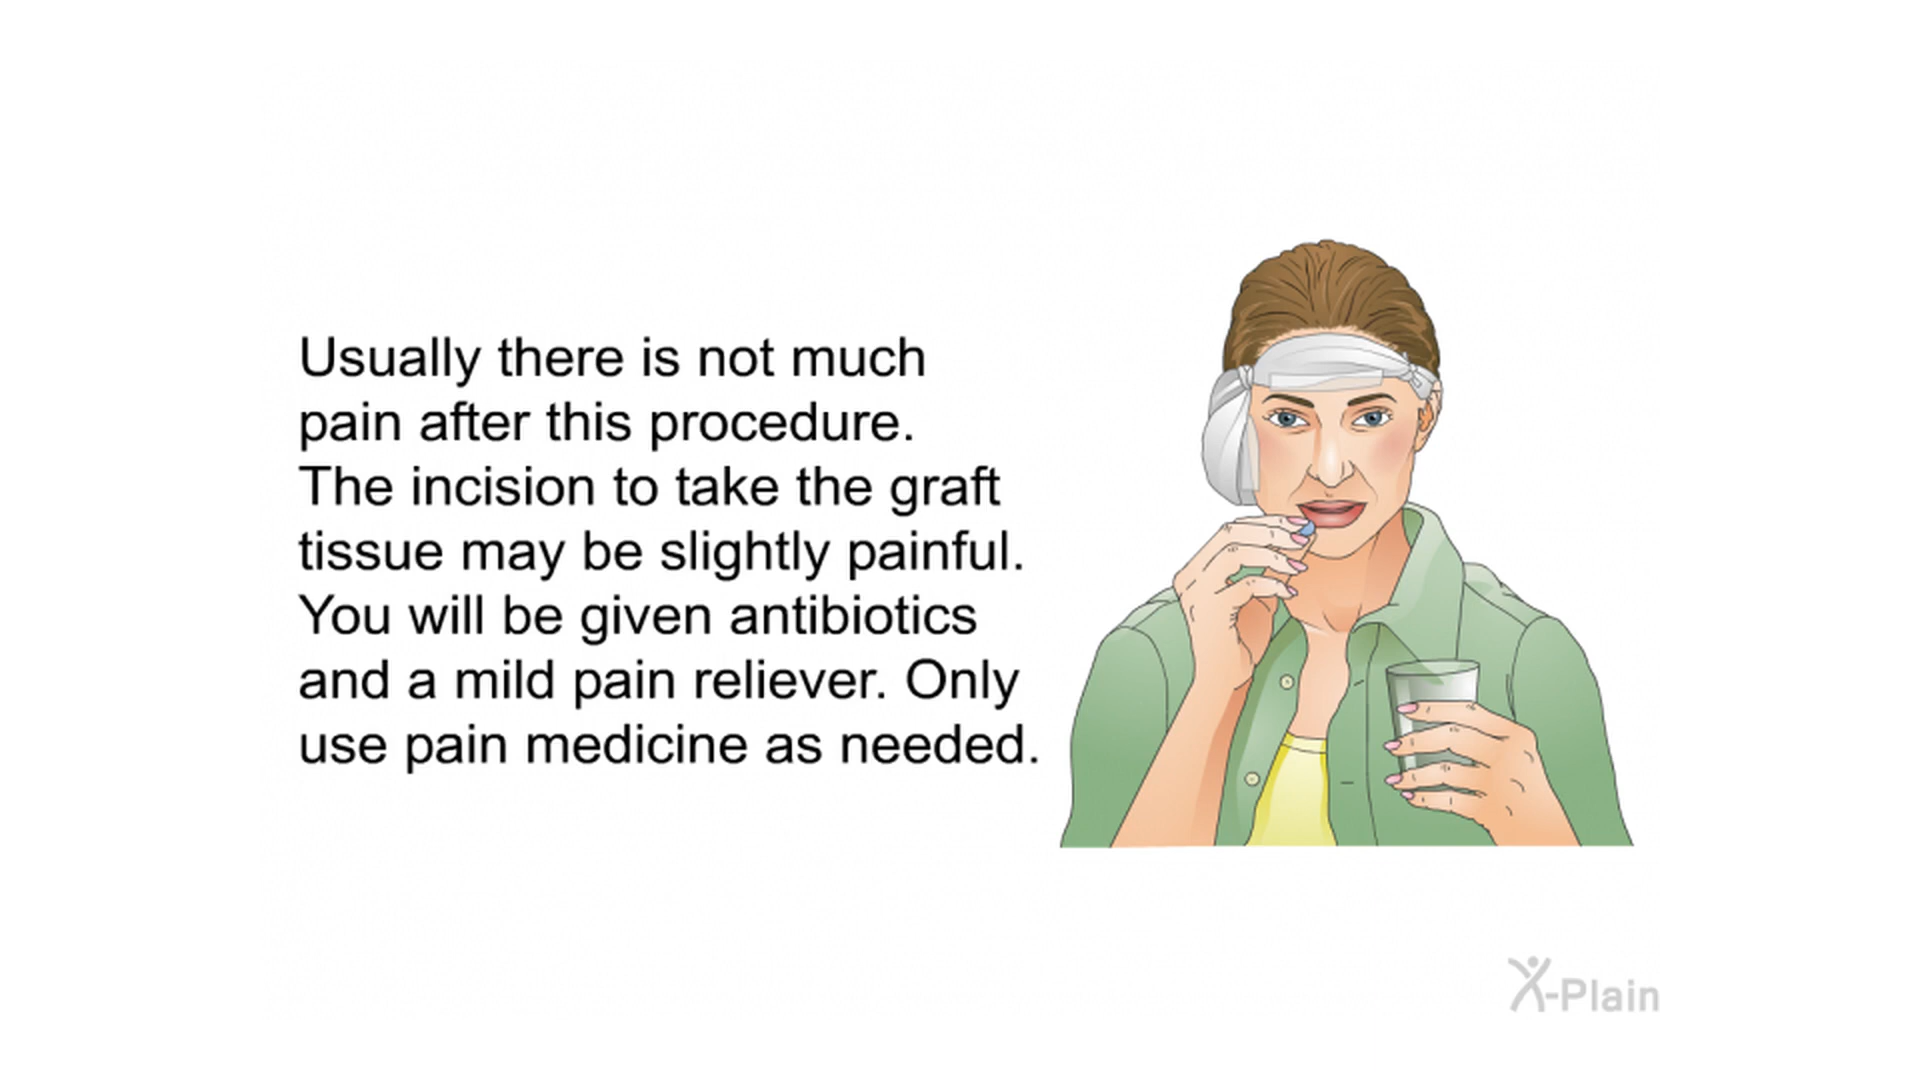 Usually there is not much
pain after this procedure.
The incision to take the graft
tissue may be slightly painful.
You will be given antibiotics
and a mild pain reliever. Only
use pain medicine as needed.
X-Plain